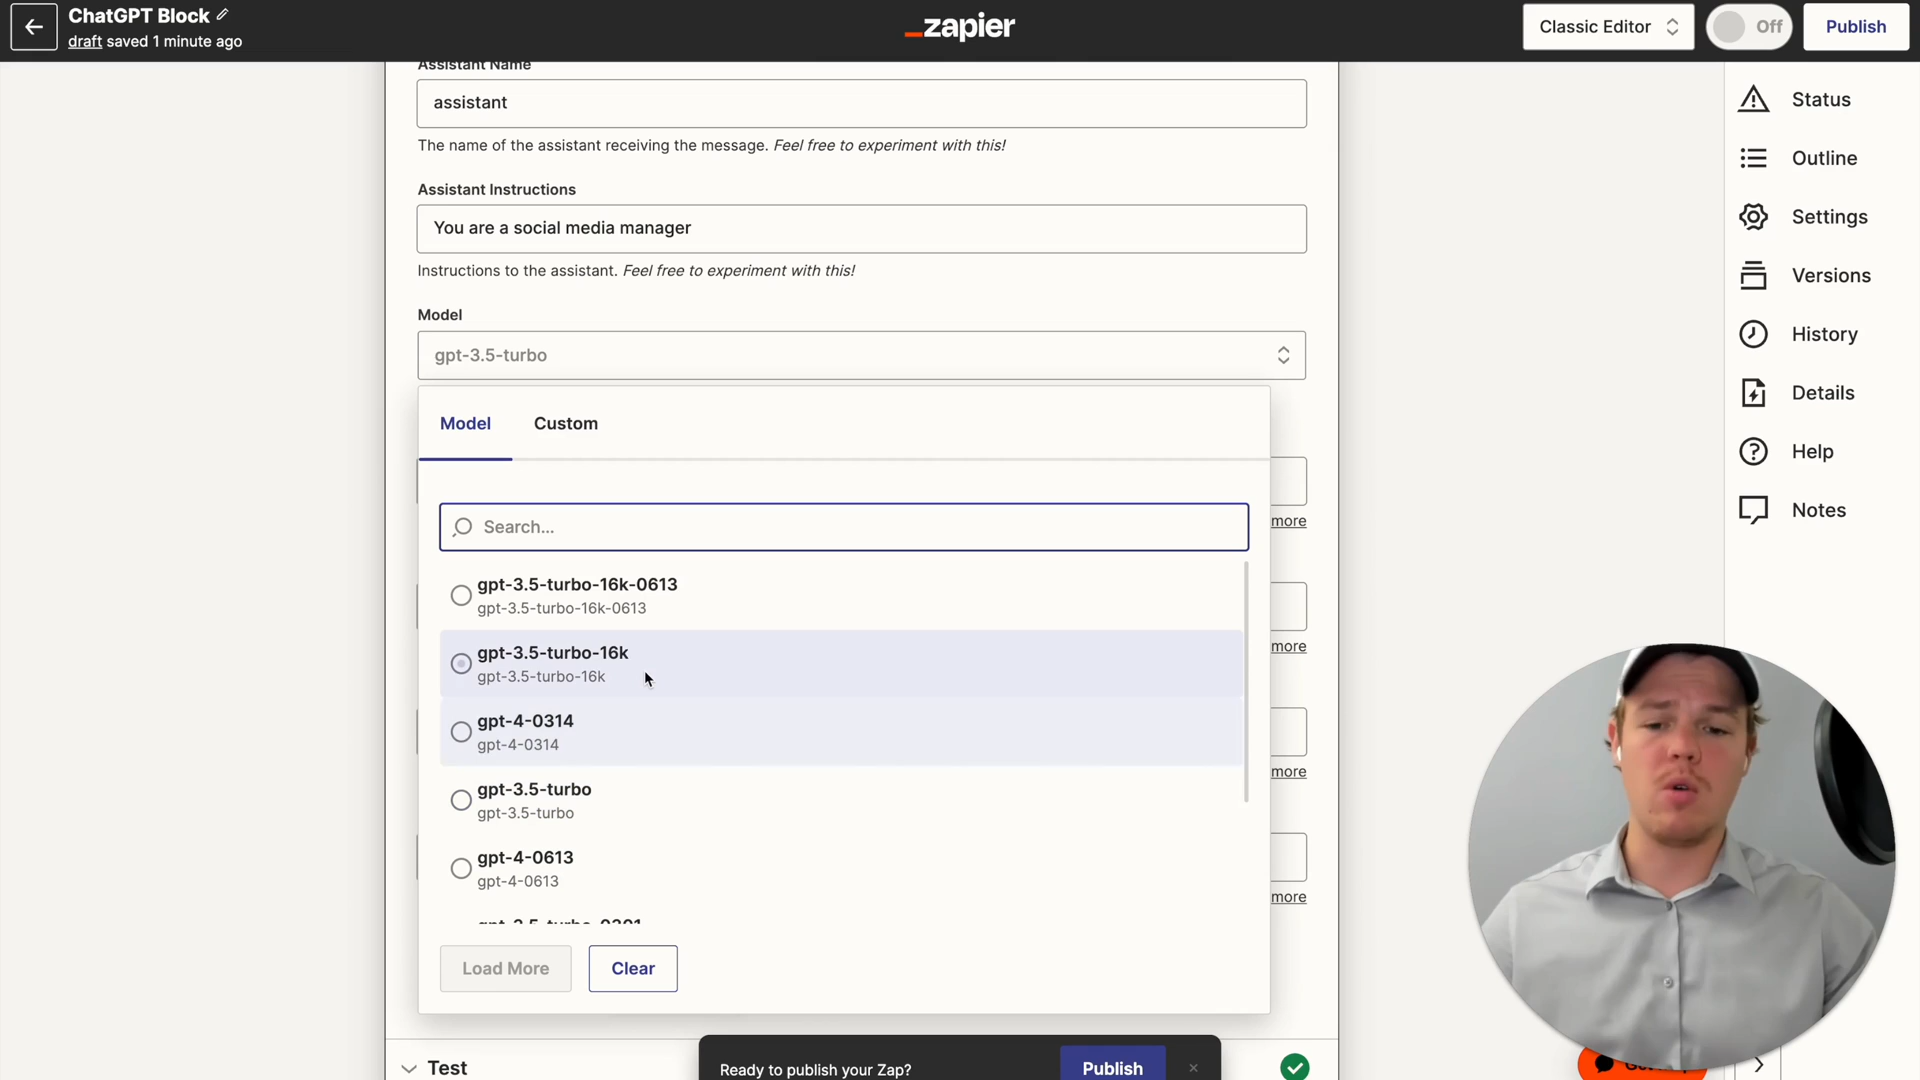 ChatGPT Block
draft saved 1 minute ago
zapier
Classic Editor
Off
Publish
Assistant Name
assistant
The name of the assistant receiving the message. Feel free to experiment with this!
Assistant Instructions
You are a social media manager
Instructions to the assistant. Feel free to experiment with this!
Model
gpt-3.5-turbo
Model
Custom
Search...
gpt-3.5-turbo-16k-0613
gpt-3.5-turbo-16k-0613
gpt-3.5-turbo-16k
gpt-3.5-turbo-16k
gpt-4-0314
gpt-4-0314
gpt-3.5-turbo
gpt-3.5-turbo
gpt-4-0613
gpt-4-0613
gpt-3.5-turbo-0301
Load More
Clear
more
more
more
more
Test
Ready to publish your Zap?
Publish
Status
Outline
Settings
Versions
History
Details
Help
Notes